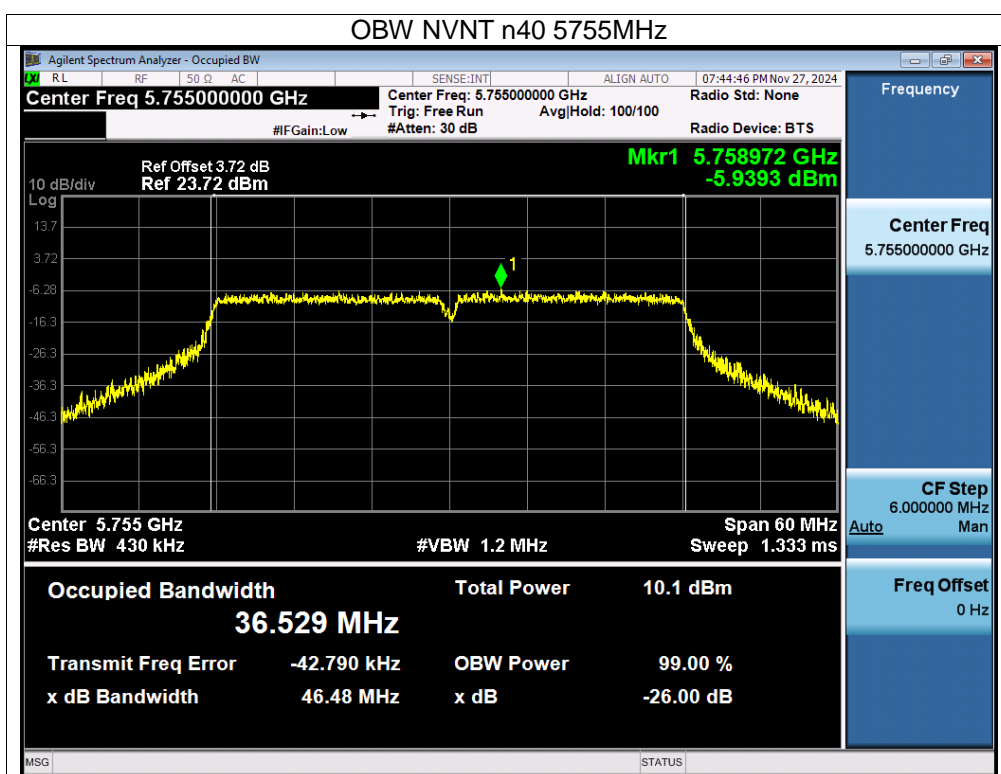 OBW NVNT n40 5755MHz
Agilent Spectrum Analyzer - Occupied BW
LXI RL RF 50 Ω AC SENSE:INT ALIGN AUTO 07:44:46 PM Nov 27, 2024
Center Freq 5.755000000 GHz
Center Freq: 5.755000000 GHz
Radio Std: None
Trig: Free Run Avg|Hold: 100/100
#IFGain:Low
#Atten: 30 dB
Radio Device: BTS
Mkr1 5.758972 GHz
-5.9393 dBm
Ref Offset 3.72 dB
10 dB/div Ref 23.72 dBm
Log
13.7
3.72
-6.28
-16.3
-26.3
-36.3
-46.3
-56.3
-66.3
1
Center 5.755 GHz Span 60 MHz
#Res BW 430 kHz #VBW 1.2 MHz Sweep 1.333 ms
Occupied Bandwidth
36.529 MHz
Total Power 10.1 dBm
Transmit Freq Error -42.790 kHz OBW Power 99.00 %
x dB Bandwidth 46.48 MHz x dB -26.00 dB
Frequency
Center Freq
5.755000000 GHz
CF Step
6.000000 MHz
Auto Man
Freq Offset
0 Hz
MSG STATUS